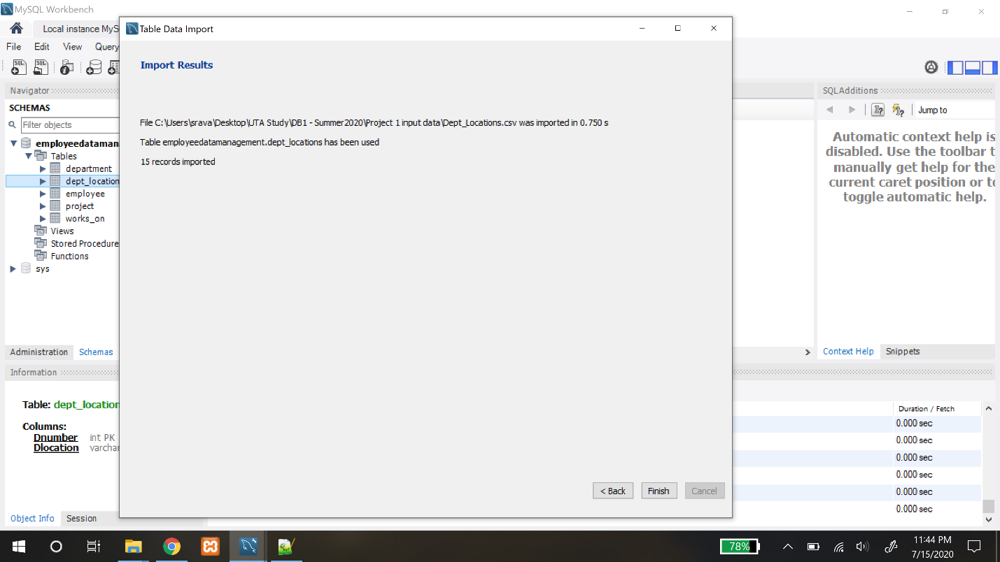 MySQL Workbench
Local instance MyS
File Edit View Query
Table Data Import
Import Results
File C:\Users\srava\Desktop\UTA Study\DB1 - Summer2020\Project 1 input data\Dept_Locations.csv was imported in 0.750 s
Table employeedatamanagement.dept_locations has been used
15 records imported
< Back Finish Cancel
Navigator
SCHEMAS
Filter objects
employeedataman
Tables
department
dept_location
employee
project
works_on
Views
Stored Procedure
Functions
sys
Administration Schemas
Information
Table: dept_location
Columns:
Dnumber int PK
Dlocation varchar
Object Info Session
SQLAdditions
Jump to
Automatic context help is
disabled. Use the toolbar t
manually get help for the
current caret position or to
toggle automatic help.
Context Help Snippets
Duration / Fetch
0.000 sec
0.000 sec
0.000 sec
0.000 sec
0.000 sec
0.000 sec
78%
11:44 PM
7/15/2020